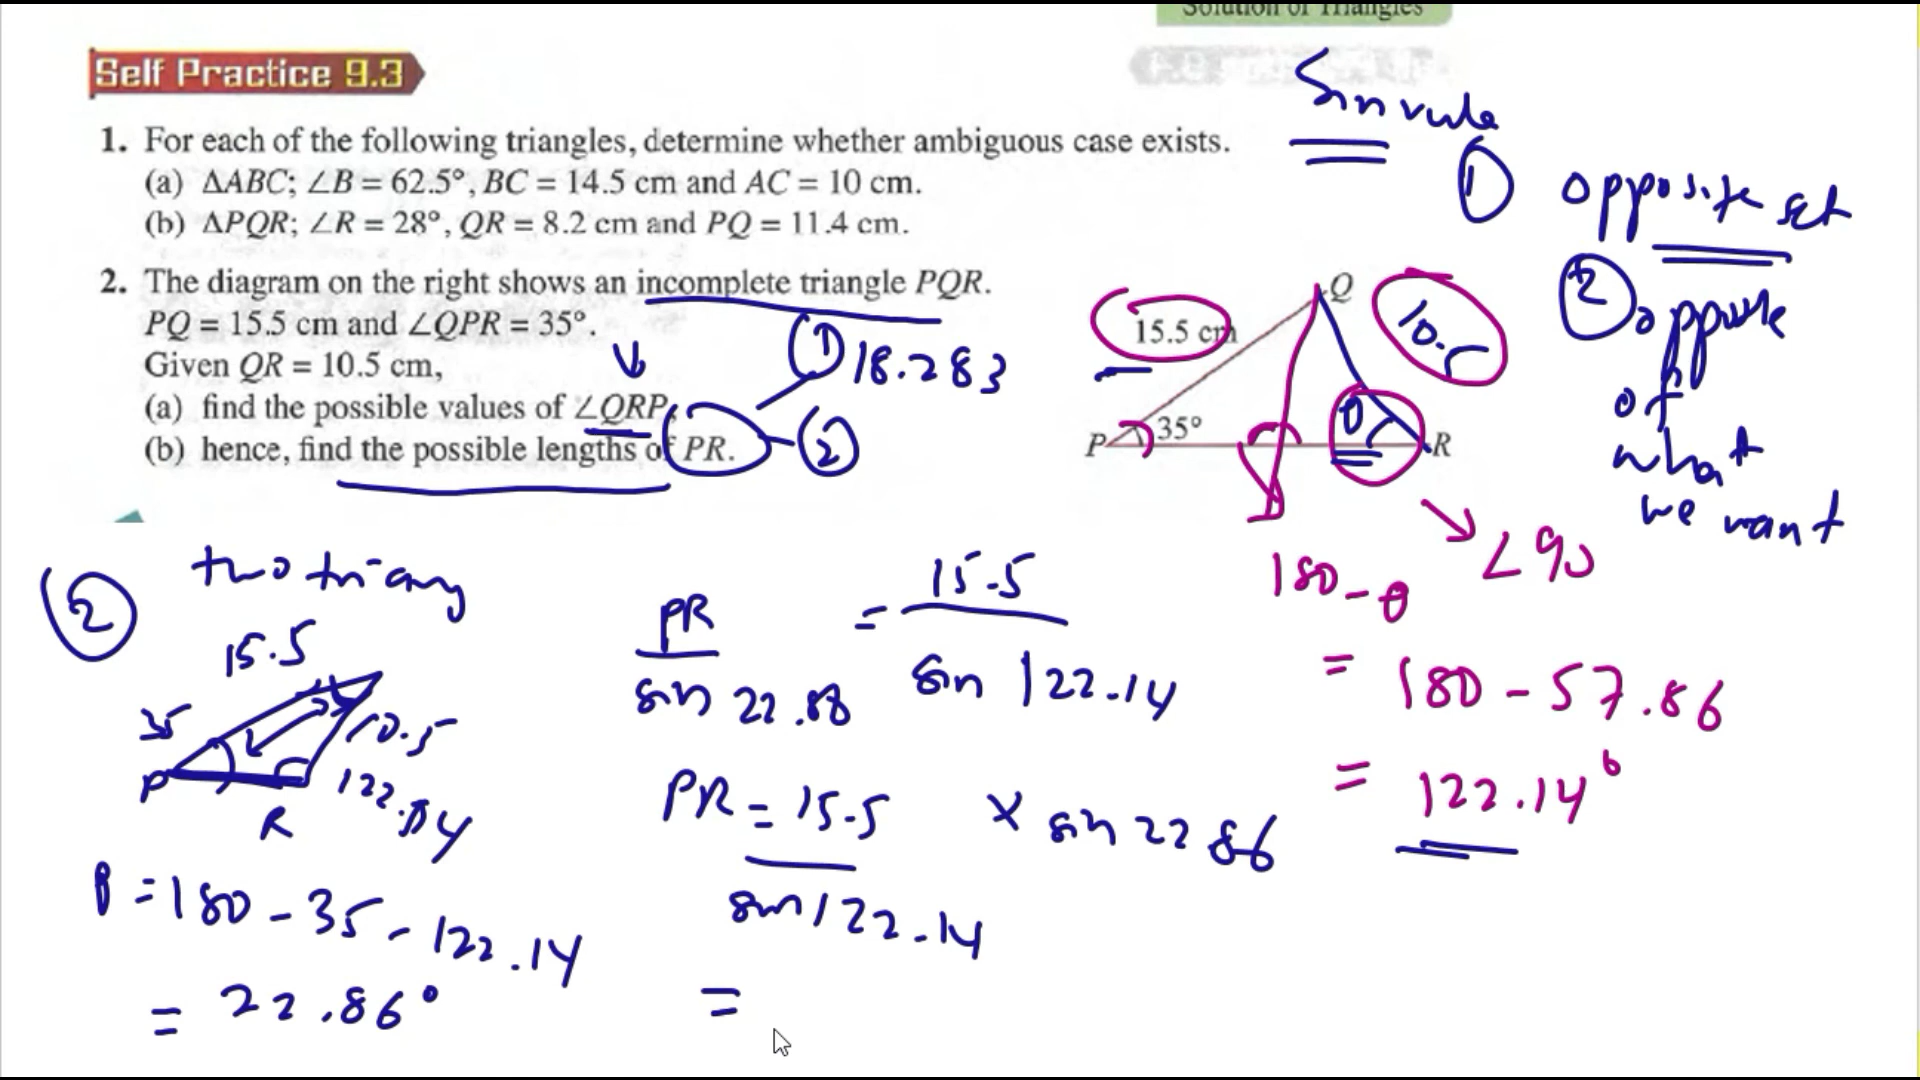 Solution of Triangles
Self Practice 9.3
1. For each of the following triangles, determine whether ambiguous case exists.
(a) ΔABC; ∠B = 62.5°, BC = 14.5 cm and AC = 10 cm.
(b) ΔPQR; ∠R = 28°, QR = 8.2 cm and PQ = 11.4 cm.
2. The diagram on the right shows an incomplete triangle PQR.
PQ = 15.5 cm and ∠QPR = 35°.
Given QR = 10.5 cm,
(a) find the possible values of ∠QRP,
(b) hence, find the possible lengths of PR.
① 18.283
②
Sin rule
① opposite set
② opposite
of
what
we want
Q
15.5 cm
10.5
P 35° θ R
∠90
180 - θ
= 180 - 57.86
= 122.14°
②
15.5
35
10.5
P
R
122.14
θ = 180 - 35 - 122.14
= 22.86°
PR = 15.5
sin 22.88 sin 122.14
PR = 15.5 × sin 22 86
sin 122.14
=